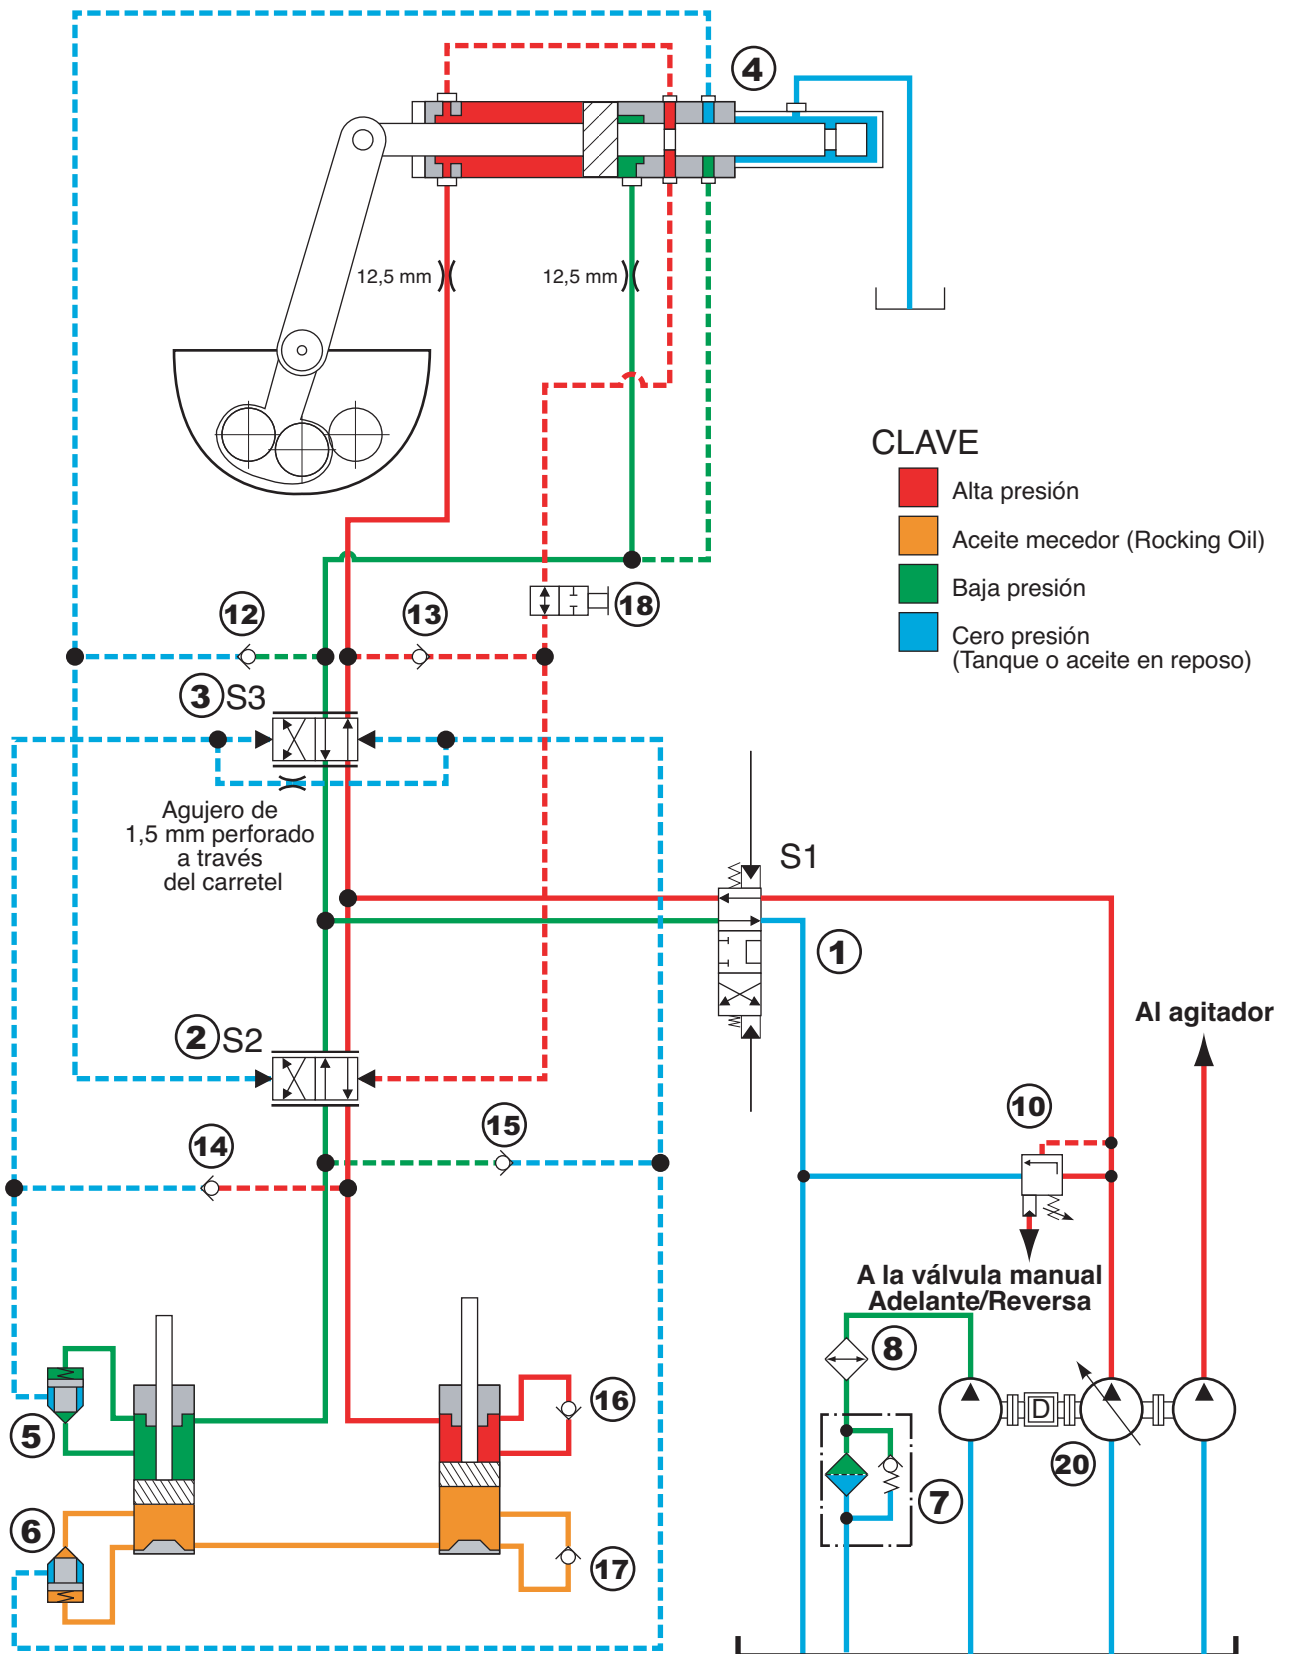 4
12,5 mm
12,5 mm
CLAVE
Alta presión
Aceite mecedor (Rocking Oil)
Baja presión
Cero presión
(Tanque o aceite en reposo)
18
12
13
3 S3
Agujero de
1,5 mm perforado
a través
del carretel
S1
1
2 S2
Al agitador
10
15
14
A la válvula manual
Adelante/Reversa
8
16
5
D
20
7
6
17